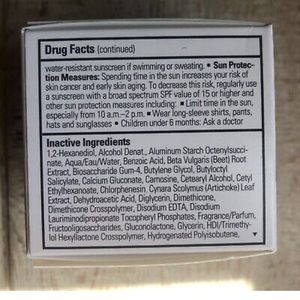 Drug Facts (continued)
water-resistant sunscreen if swimming or sweating. • Sun Protec-
tion Measures: Spending time in the sun increases your risk of
skin cancer and early skin aging. To decrease this risk, regularly use
a sunscreen with a broad spectrum SPF value of 15 or higher and
other sun protection measures including: ■ Limit time in the sun,
especially from 10 a.m.–2 p.m. ■ Wear long-sleeve shirts, pants,
hats and sunglasses • Children under 6 months: Ask a doctor
Inactive Ingredients
1,2-Hexanediol, Alcohol Denat., Aluminum Starch Octenylsucci-
nate, Aqua/Eau/Water, Benzoic Acid, Beta Vulgaris (Beet) Root
Extract, Biosaccharide Gum-4, Butylene Glycol, Butyloctyl
Salicylate, Calcium Gluconate, Carnosine, Cetearyl Alcohol, Cetyl
Ethylhexanoate, Chlorphenesin, Cynara Scolymus (Artichoke) Leaf
Extract, Dehydroacetic Acid, Diglycerin, Dimethicone,
Dimethicone Crosspolymer, Disodium EDTA, Disodium
Lauriminodipropionate Tocopheryl Phosphates, Fragrance/Parfum,
Fructooligosaccharides, Gluconolactone, Glycerin, HDI/Trimethy-
lol Hexyllactone Crosspolymer, Hydrogenated Polyisobutene,